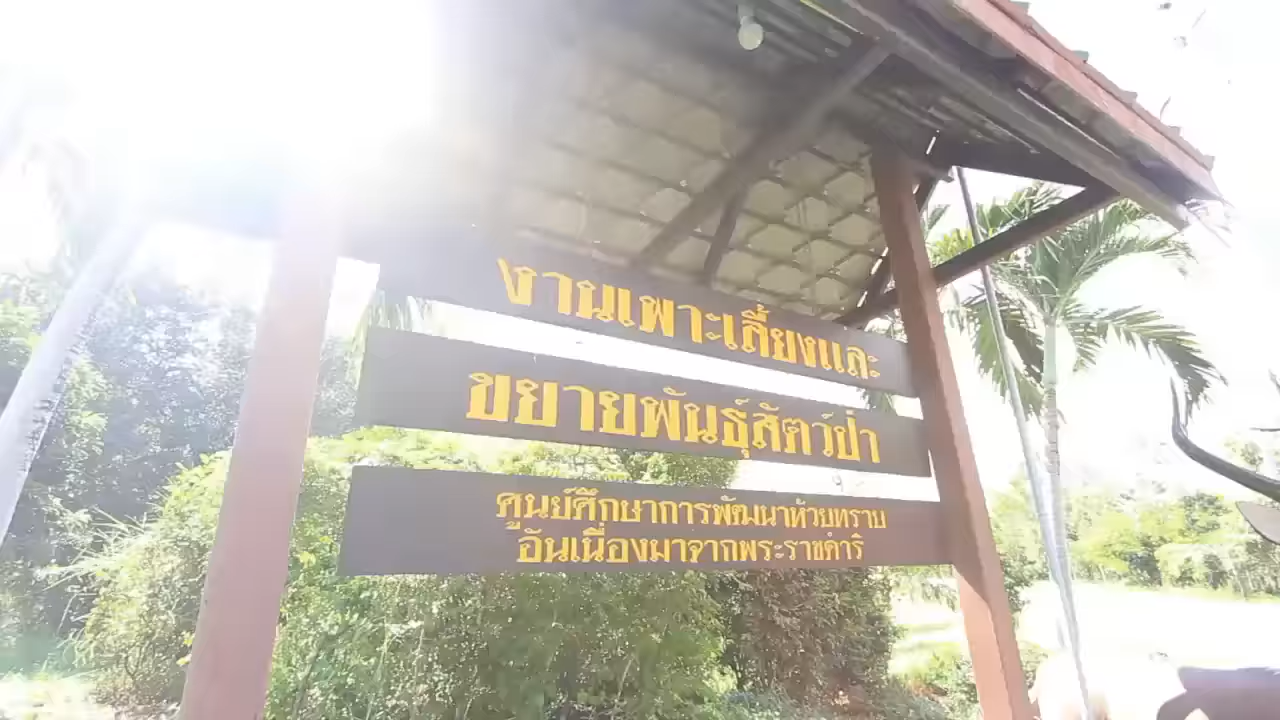 งานเพาะเลี้ยงและ
ขยายพันธุ์สัตว์ป่า
ศูนย์ศึกษาการพัฒนาห้วยทราย
อันเนื่องมาจากพระราชดำริ